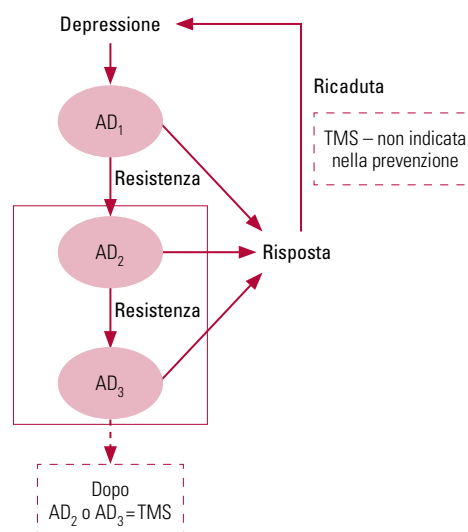 Depressione
Ricaduta
AD₁
TMS – non indicata
nella prevenzione
Resistenza
AD₂
Risposta
Resistenza
AD₃
Dopo
AD₂ o AD₃ = TMS